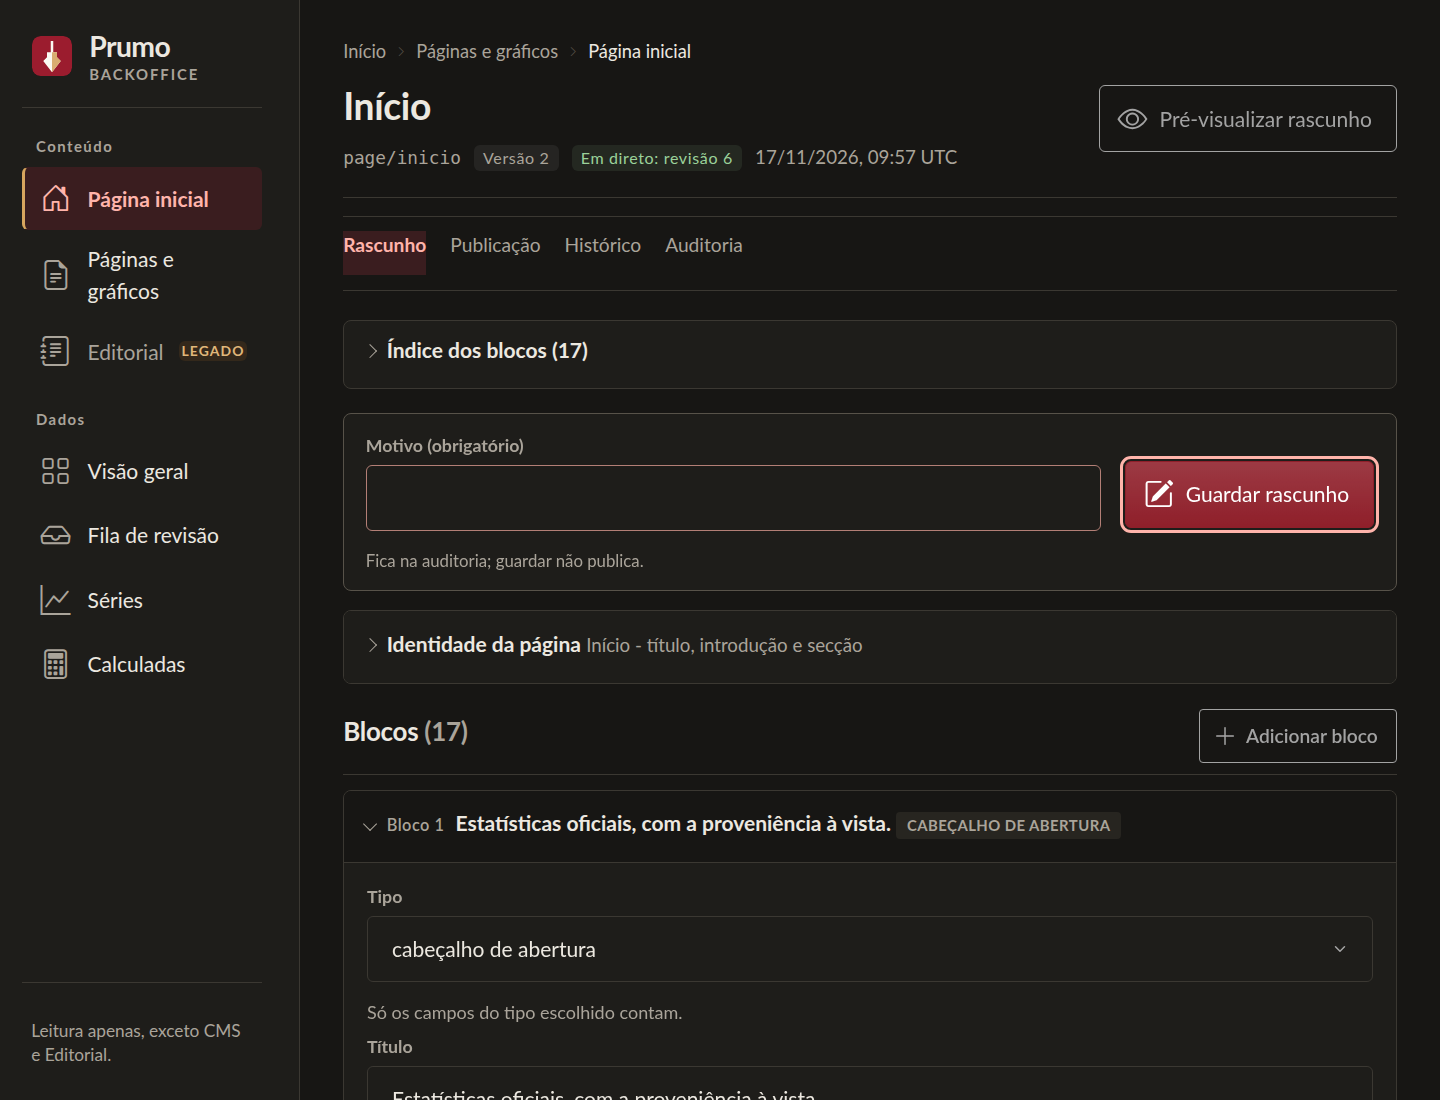 Prumo
BACKOFFICE
Conteúdo
Página inicial
Páginas e
gráficos
Editorial LEGADO
Dados
Visão geral
Fila de revisão
Séries
Calculadas
Leitura apenas, exceto CMS
e Editorial.
Início Páginas e gráficos Página inicial
Início
Pré-visualizar rascunho
page/inicio Versão 2 Em direto: revisão 6 17/11/2026, 09:57 UTC
Rascunho Publicação Histórico Auditoria
Índice dos blocos (17)
Motivo (obrigatório)
Guardar rascunho
Fica na auditoria; guardar não publica.
Identidade da página Início - título, introdução e secção
Blocos (17)
Adicionar bloco
Bloco 1 Estatísticas oficiais, com a proveniência à vista. CABEÇALHO DE ABERTURA
Tipo
cabeçalho de abertura
Só os campos do tipo escolhido contam.
Título
Estatísticas oficiais, com a proveniência à vista.